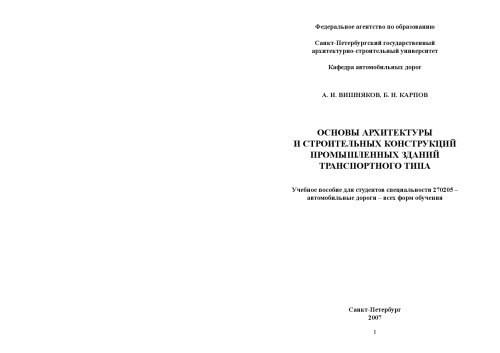 Федеральное агентство по образованию
Санкт-Петербургский государственный
архитектурно-строительный университет
Кафедра автомобильных дорог
А. И. ВИШНЯКОВ, Б. Н. КАРПОВ
ОСНОВЫ АРХИТЕКТУРЫ
И СТРОИТЕЛЬНЫХ КОНСТРУКЦИЙ
ПРОМЫШЛЕННЫХ ЗДАНИЙ
ТРАНСПОРТНОГО ТИПА
Учебное пособие для студентов специальности 270205 –
автомобильные дороги – всех форм обучения
Санкт-Петербург
2007
1